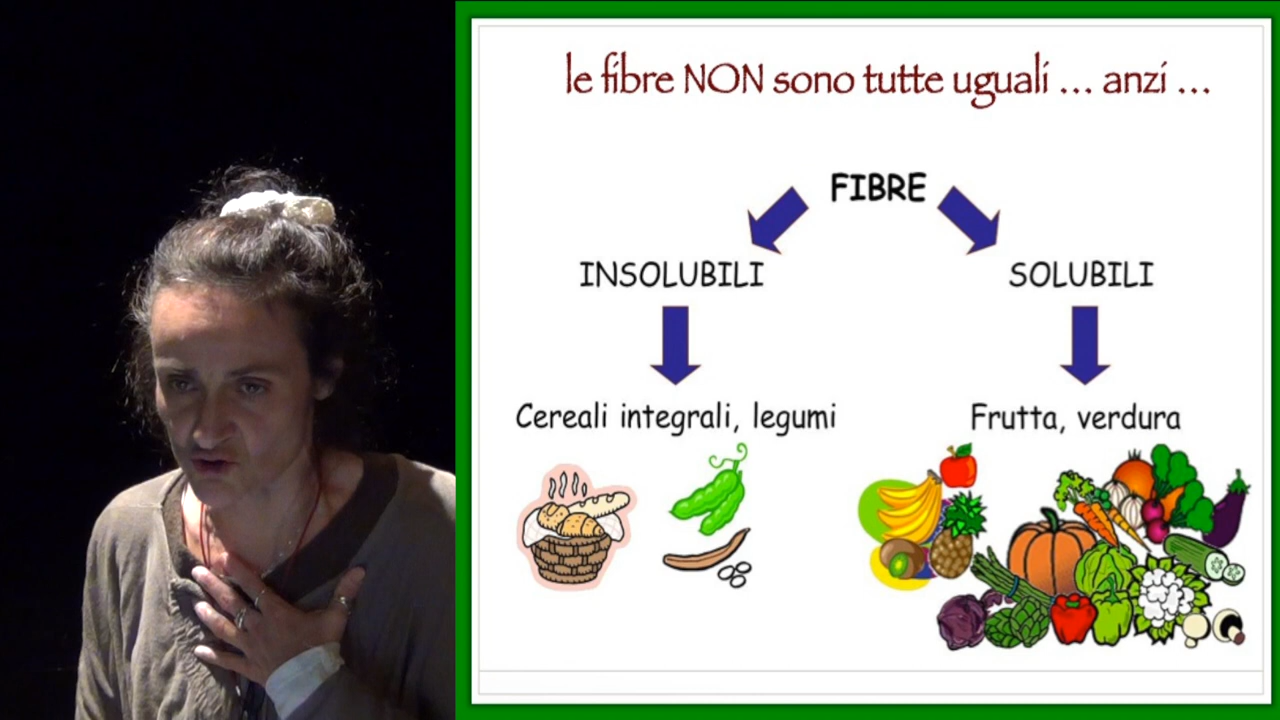 le fibre NON sono tutte uguali ... anzi ...
FIBRE
INSOLUBILI
SOLUBILI
Cereali integrali, legumi
Frutta, verdura